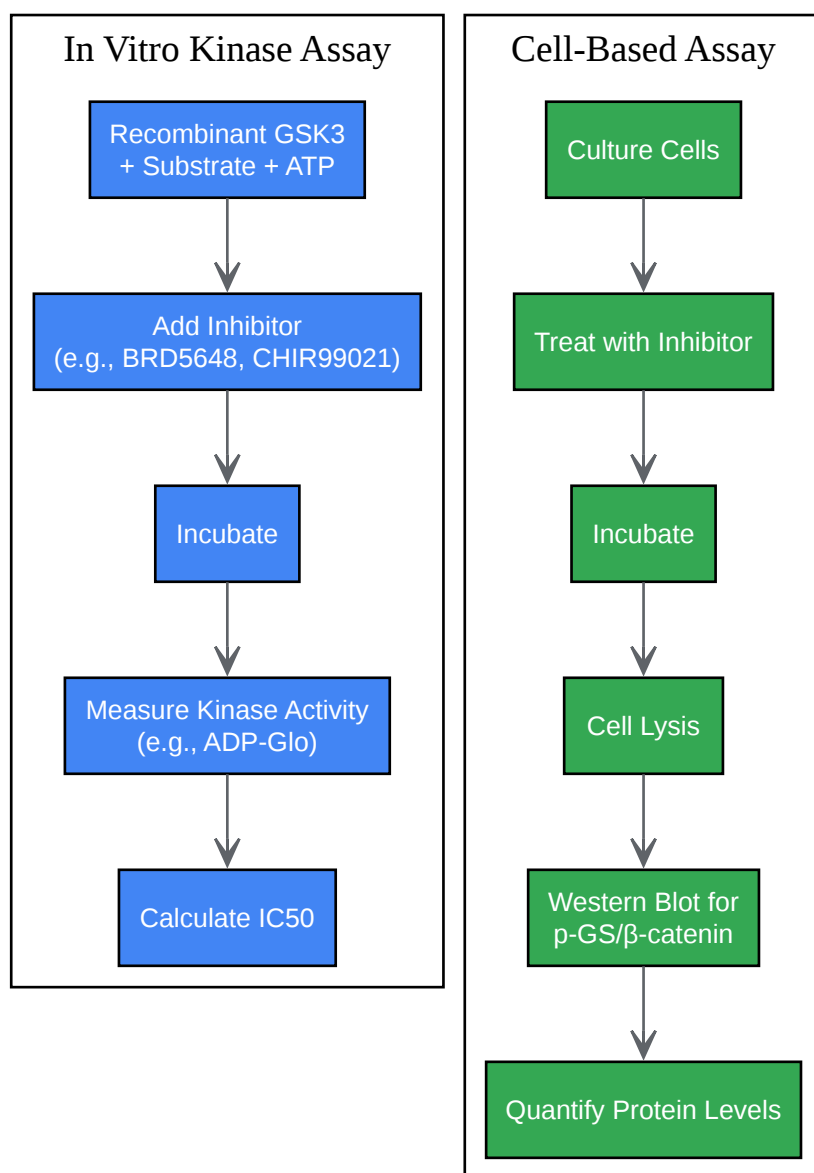 In Vitro Kinase Assay
Recombinant GSK3
+ Substrate + ATP
Add Inhibitor
(e.g., BRD5648, CHIR99021)
Incubate
Measure Kinase Activity
(e.g., ADP-Glo)
Calculate IC50
Cell-Based Assay
Culture Cells
Treat with Inhibitor
Incubate
Cell Lysis
Western Blot for
p-GS/β-catenin
Quantify Protein Levels